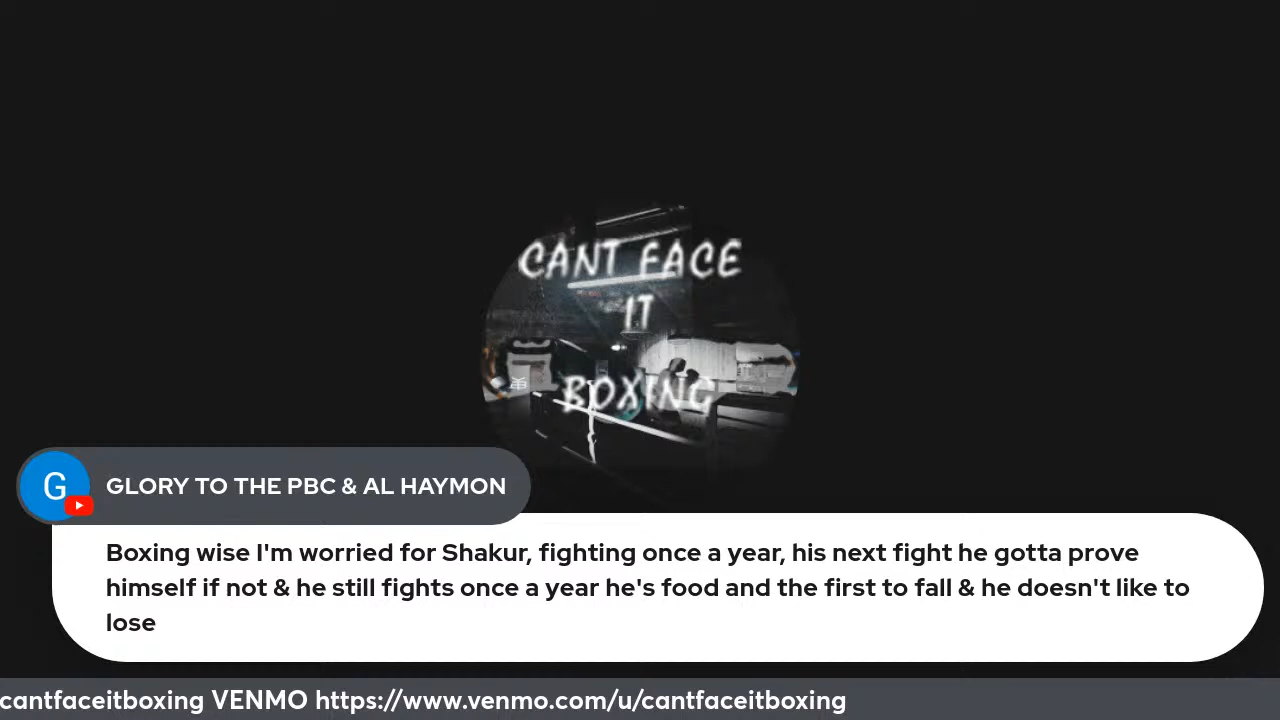 CANT FACE
IT
BOXING
G
GLORY TO THE PBC & AL HAYMON
Boxing wise I'm worried for Shakur, fighting once a year, his next fight he gotta prove
himself if not & he still fights once a year he's food and the first to fall & he doesn't like to
lose
cantfaceitboxing VENMO https://www.venmo.com/u/cantfaceitboxing